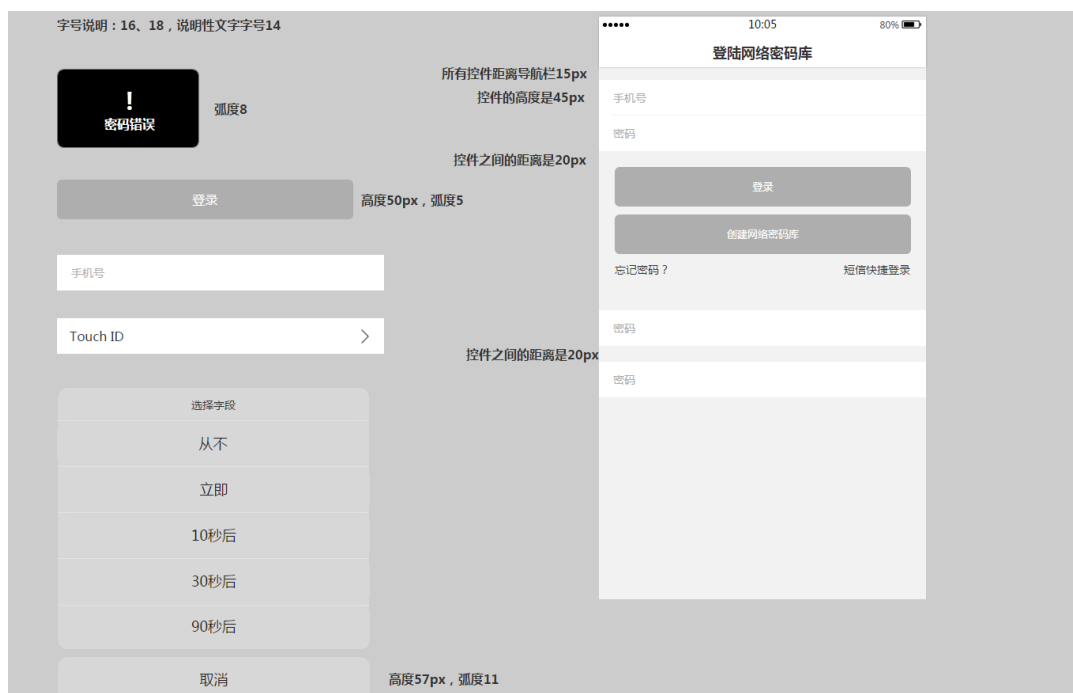 字号说明：16、18，说明性文字字号14
!
密码错误
弧度8
登录
高度50px，弧度5
手机号
Touch ID
选择字段
从不
立即
10秒后
30秒后
90秒后
取消
高度57px，弧度11
所有控件距离导航栏15px
控件的高度是45px
控件之间的距离是20px
控件之间的距离是20px
10:05
80%
登陆网络密码库
手机号
密码
登录
创建网络密码库
忘记密码？
短信快捷登录
密码
密码